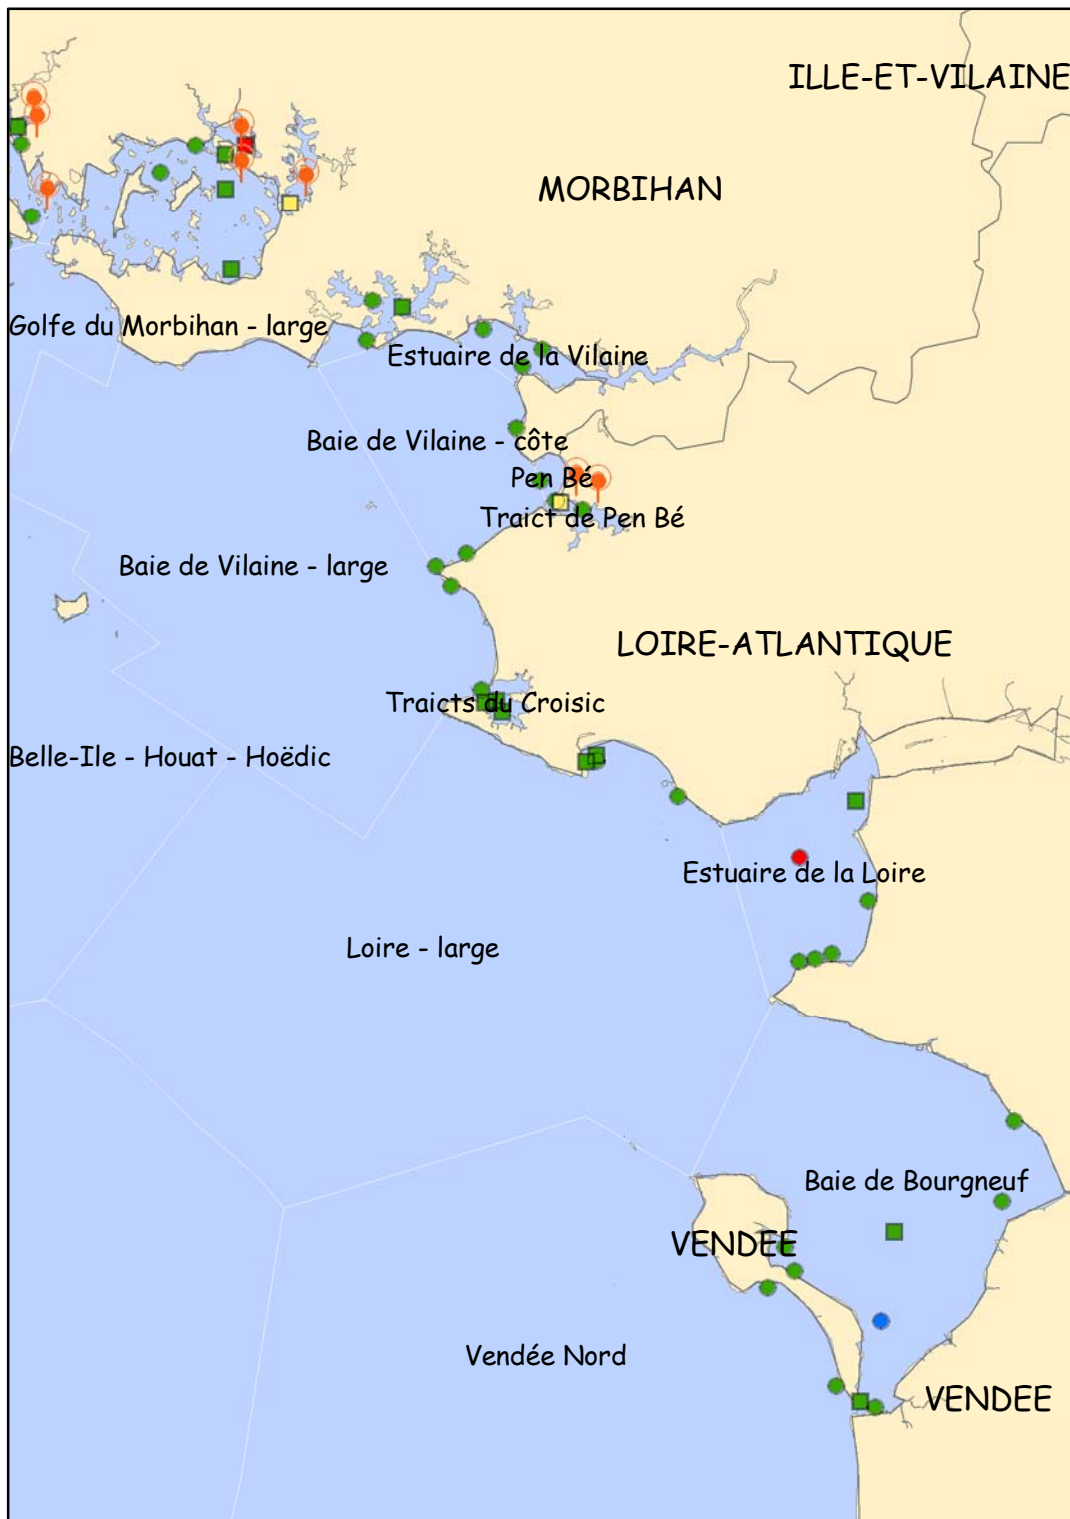 ILLE-ET-VILAINE
MORBIHAN
Golfe du Morbihan - large
Estuaire de la Vilaine
Baie de Vilaine - côte
Pen Bé
Traict de Pen Bé
Baie de Vilaine - large
LOIRE-ATLANTIQUE
Traicts du Croisic
Belle-Ile - Houat - Hoëdic
Estuaire de la Loire
Loire - large
Baie de Bourgneuf
VENDEE
Vendée Nord
VENDEE